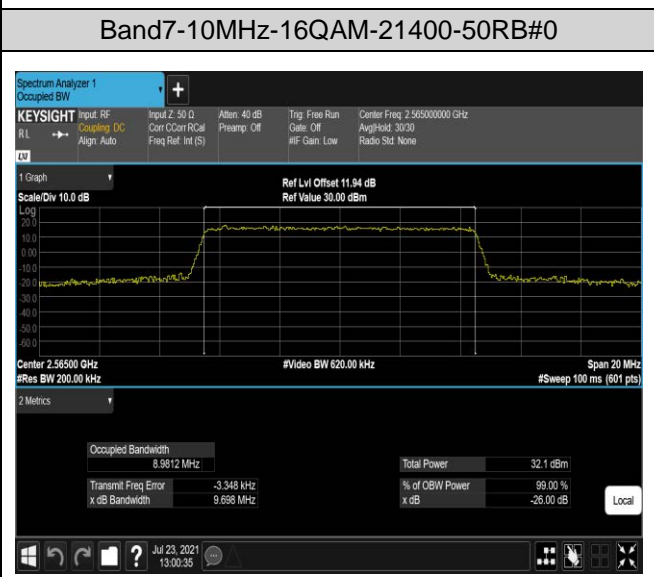 Band7-10MHz-16QAM-21400-50RB#0
Spectrum Analyzer 1
Occupied BW
+
KEYSIGHT Input: RF Input Z: 50 Ω Atten: 40 dB Trig: Free Run Center Freq: 2.565000000 GHz
RL Coupling: DC Corr CCorr RCal Preamp: Off Gate: Off Avg|Hold: 30/30
Align: Auto Freq Ref: Int (S) #IF Gain: Low Radio Std: None
LXI
1 Graph
Ref Lvl Offset 11.94 dB
Scale/Div 10.0 dB Ref Value 30.00 dBm
Log
20.0
10.0
0.00
-10.0
-20.0
-30.0
-40.0
-50.0
-60.0
Center 2.56500 GHz #Video BW 620.00 kHz Span 20 MHz
#Res BW 200.00 kHz #Sweep 100 ms (601 pts)
2 Metrics
Occupied Bandwidth
8.9812 MHz Total Power 32.1 dBm
Transmit Freq Error -3.348 kHz % of OBW Power 99.00 %
x dB Bandwidth 9.698 MHz x dB -26.00 dB
Local
? Jul 23, 2021
13:00:35